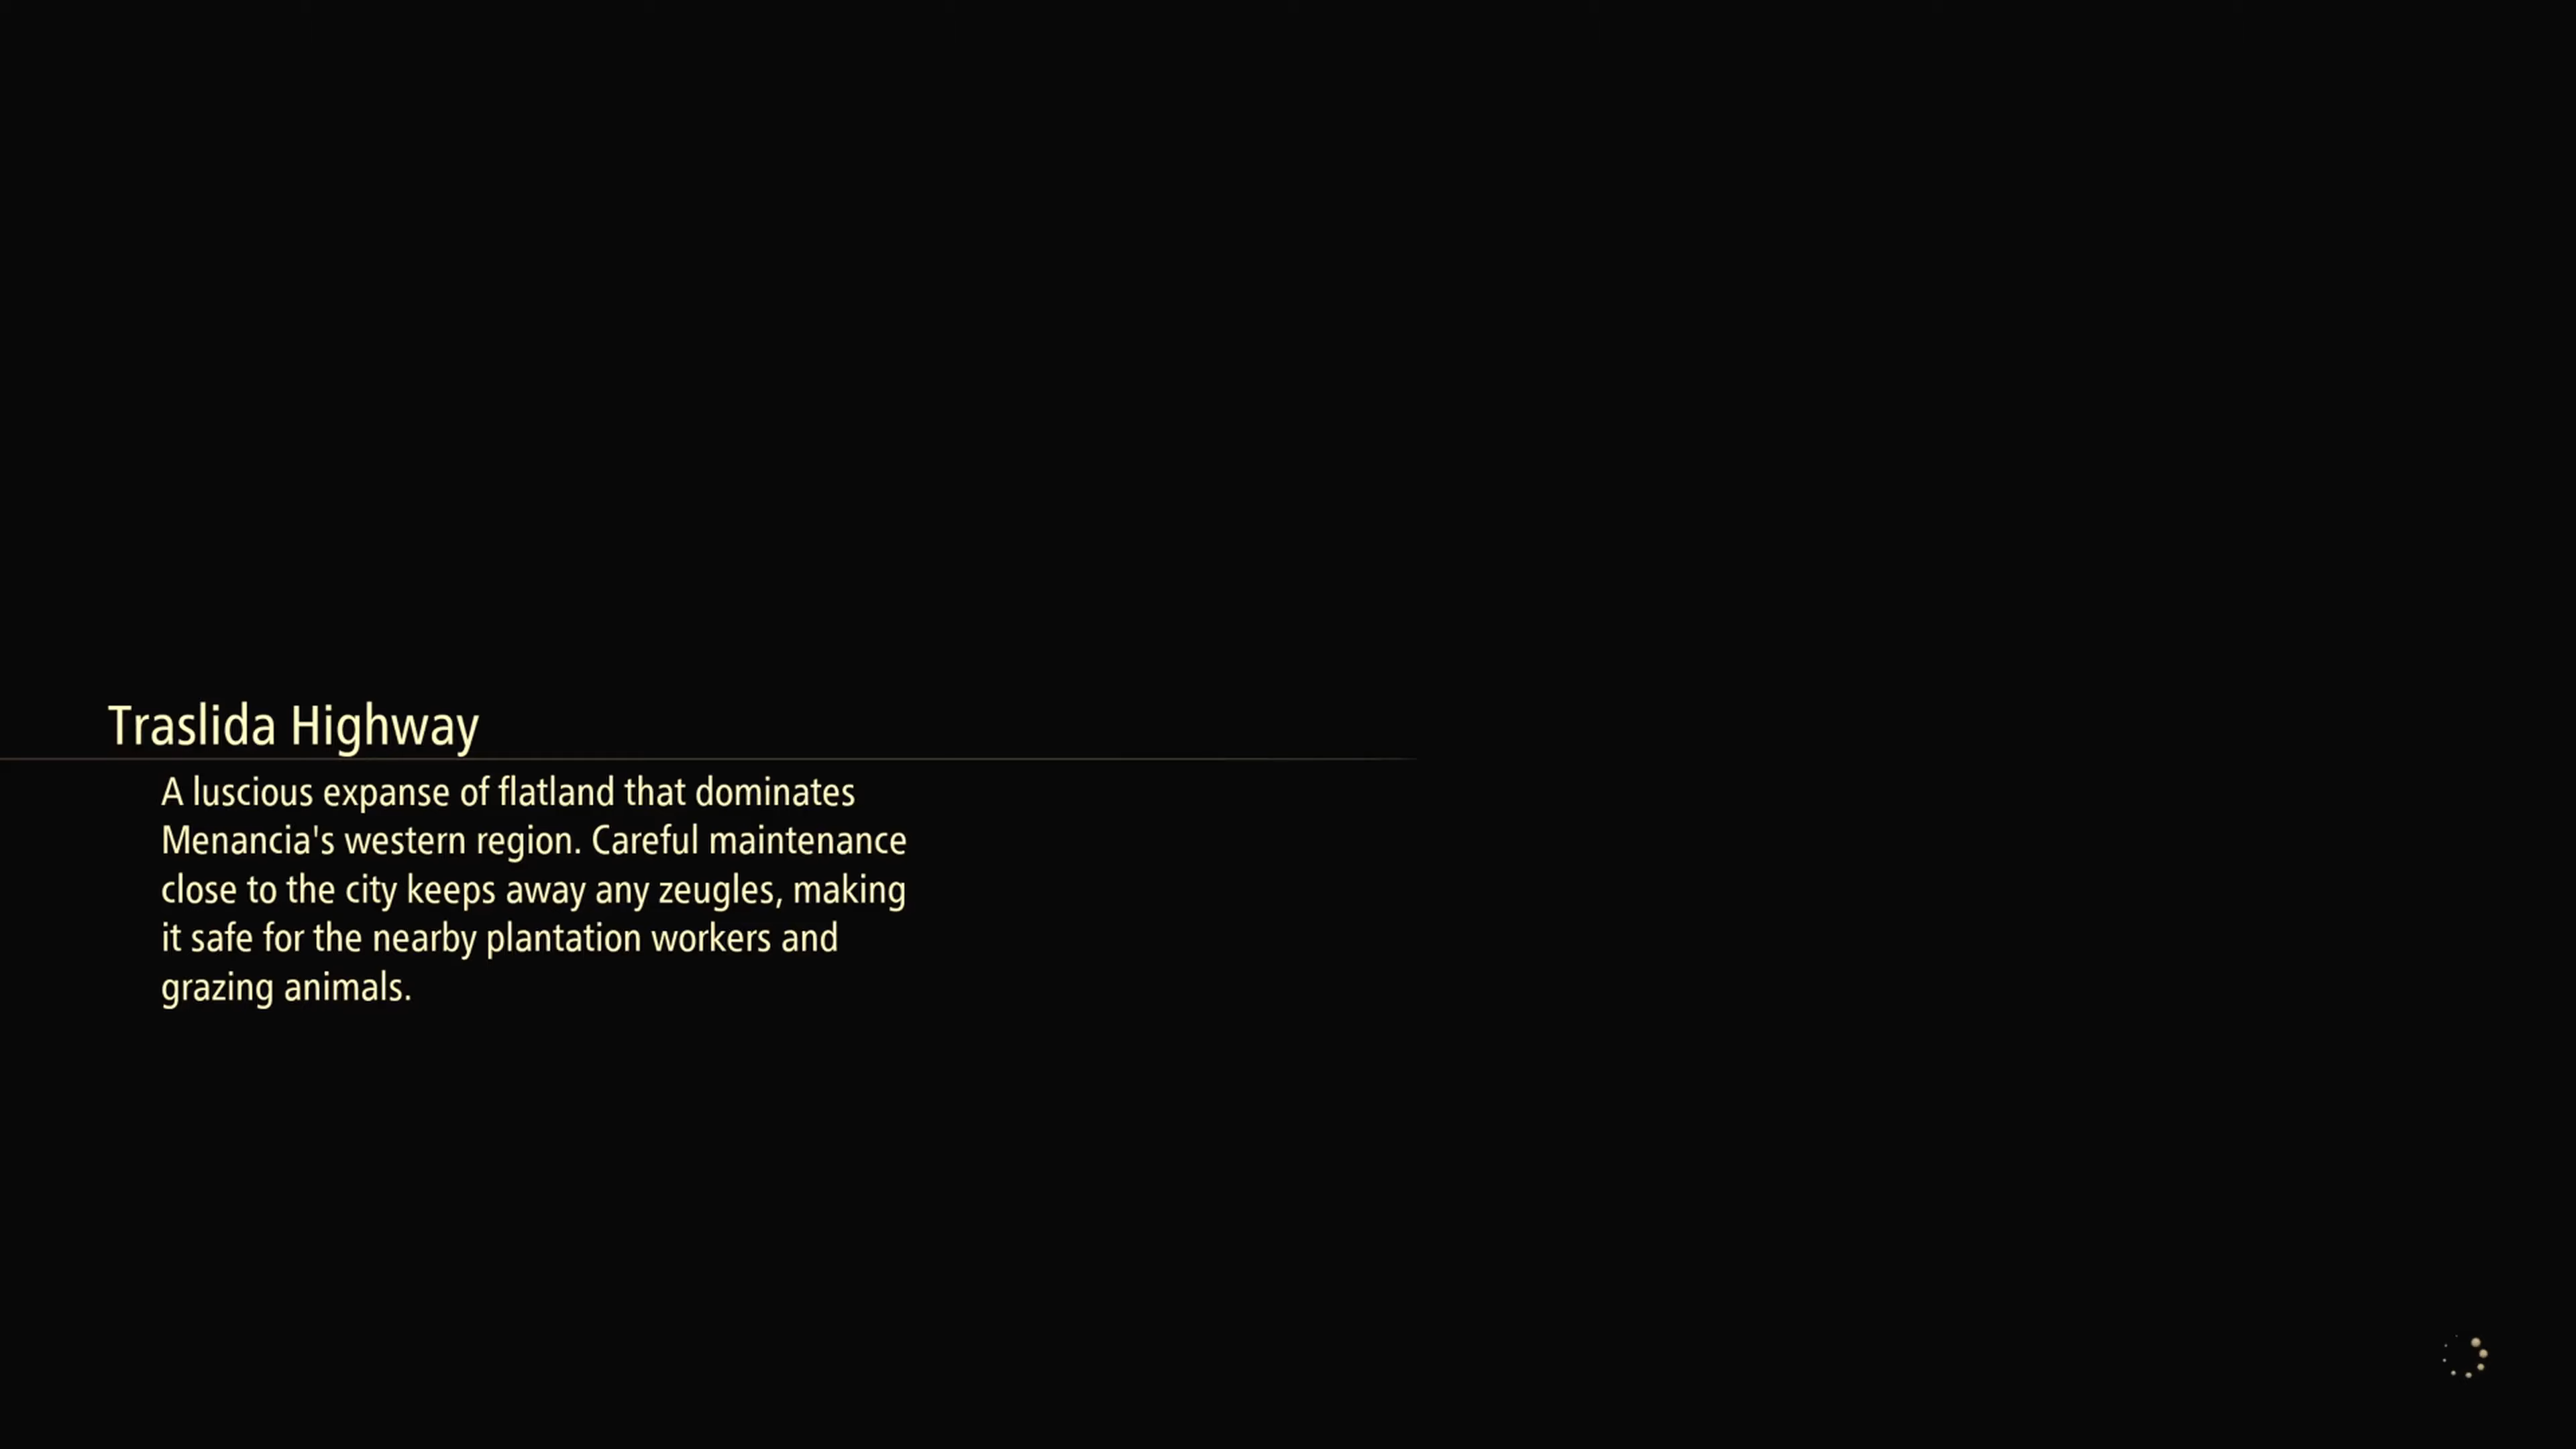 Traslida Highway
A luscious expanse of flatland that dominates
Menancia's western region. Careful maintenance
close to the city keeps away any zeugles, making
it safe for the nearby plantation workers and
grazing animals.